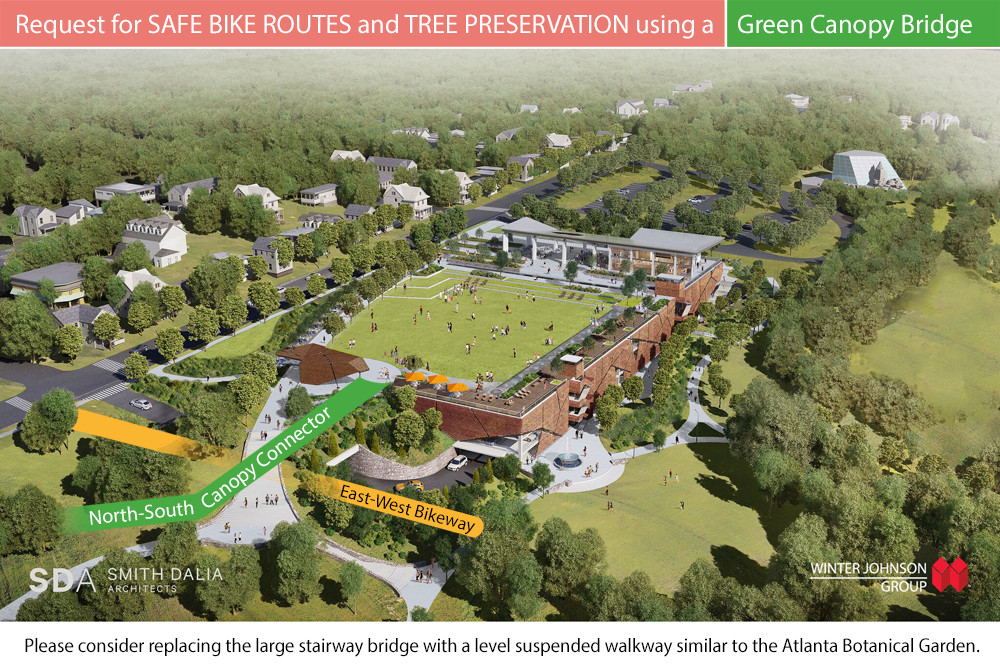 Request for SAFE BIKE ROUTES and TREE PRESERVATION using a Green Canopy Bridge
North-South Canopy Connector
East-West Bikeway
SDA SMITH DALIA
ARCHITECTS
WINTER JOHNSON
GROUP
Please consider replacing the large stairway bridge with a level suspended walkway similar to the Atlanta Botanical Garden.